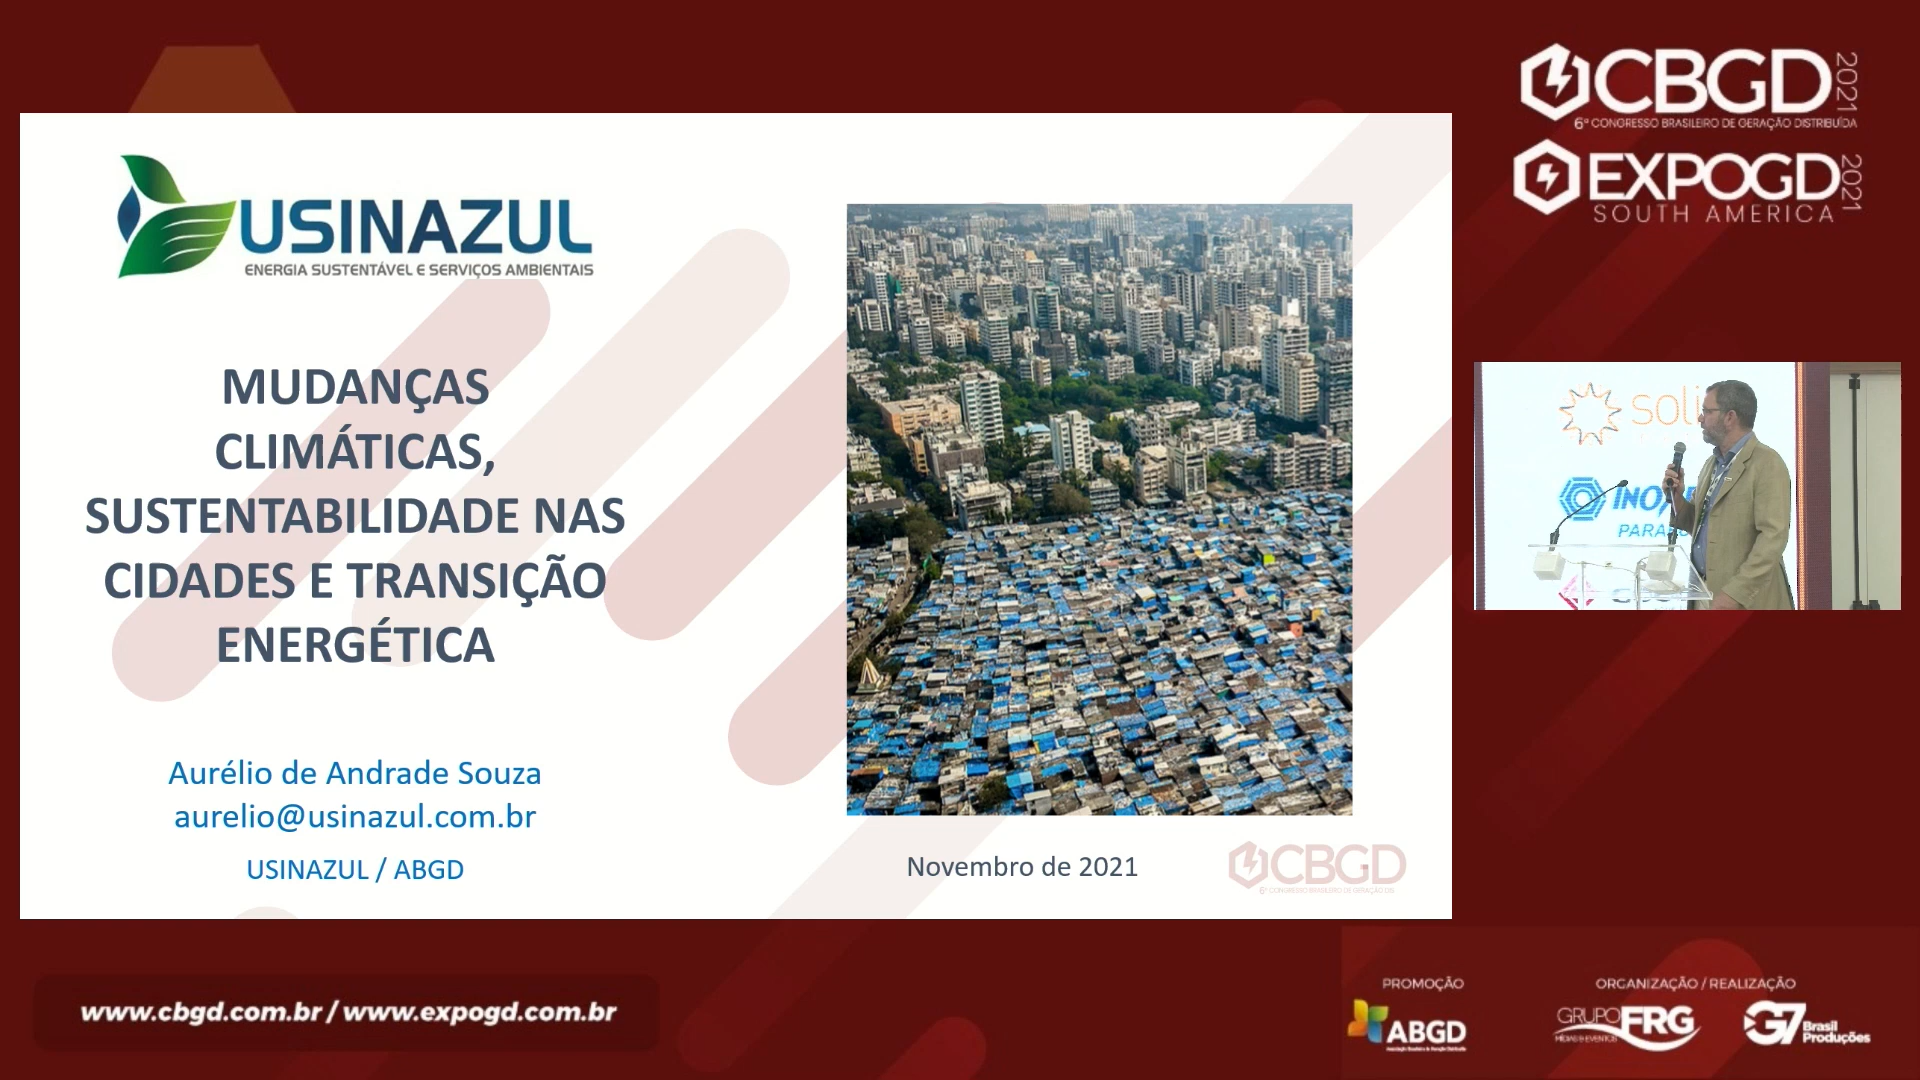 USINAZUL
ENERGIA SUSTENTÁVEL E SERVIÇOS AMBIENTAIS
MUDANÇAS
CLIMÁTICAS,
SUSTENTABILIDADE NAS
CIDADES E TRANSIÇÃO
ENERGÉTICA
Aurélio de Andrade Souza
aurelio@usinazul.com.br
USINAZUL / ABGD
Novembro de 2021
CBGD
CBGD 2021
6º CONGRESSO BRASILEIRO DE GERAÇÃO DISTRIBUÍDA
EXPOGD 2021
SOUTH AMERICA
www.cbgd.com.br / www.expogd.com.br
PROMOÇÃO
ABGD
ORGANIZAÇÃO / REALIZAÇÃO
GRUPO FRG
MÍDIAS & EVENTOS
G7 Brasil
Produções